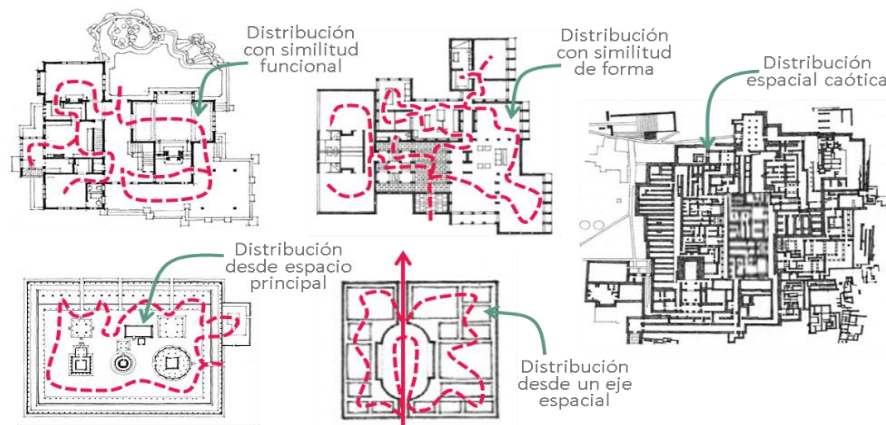 Distribución
con similitud
funcional
Distribución
con similitud
de forma
Distribución
espacial caótica
Distribución
desde espacio
principal
Distribución
desde un eje
espacial